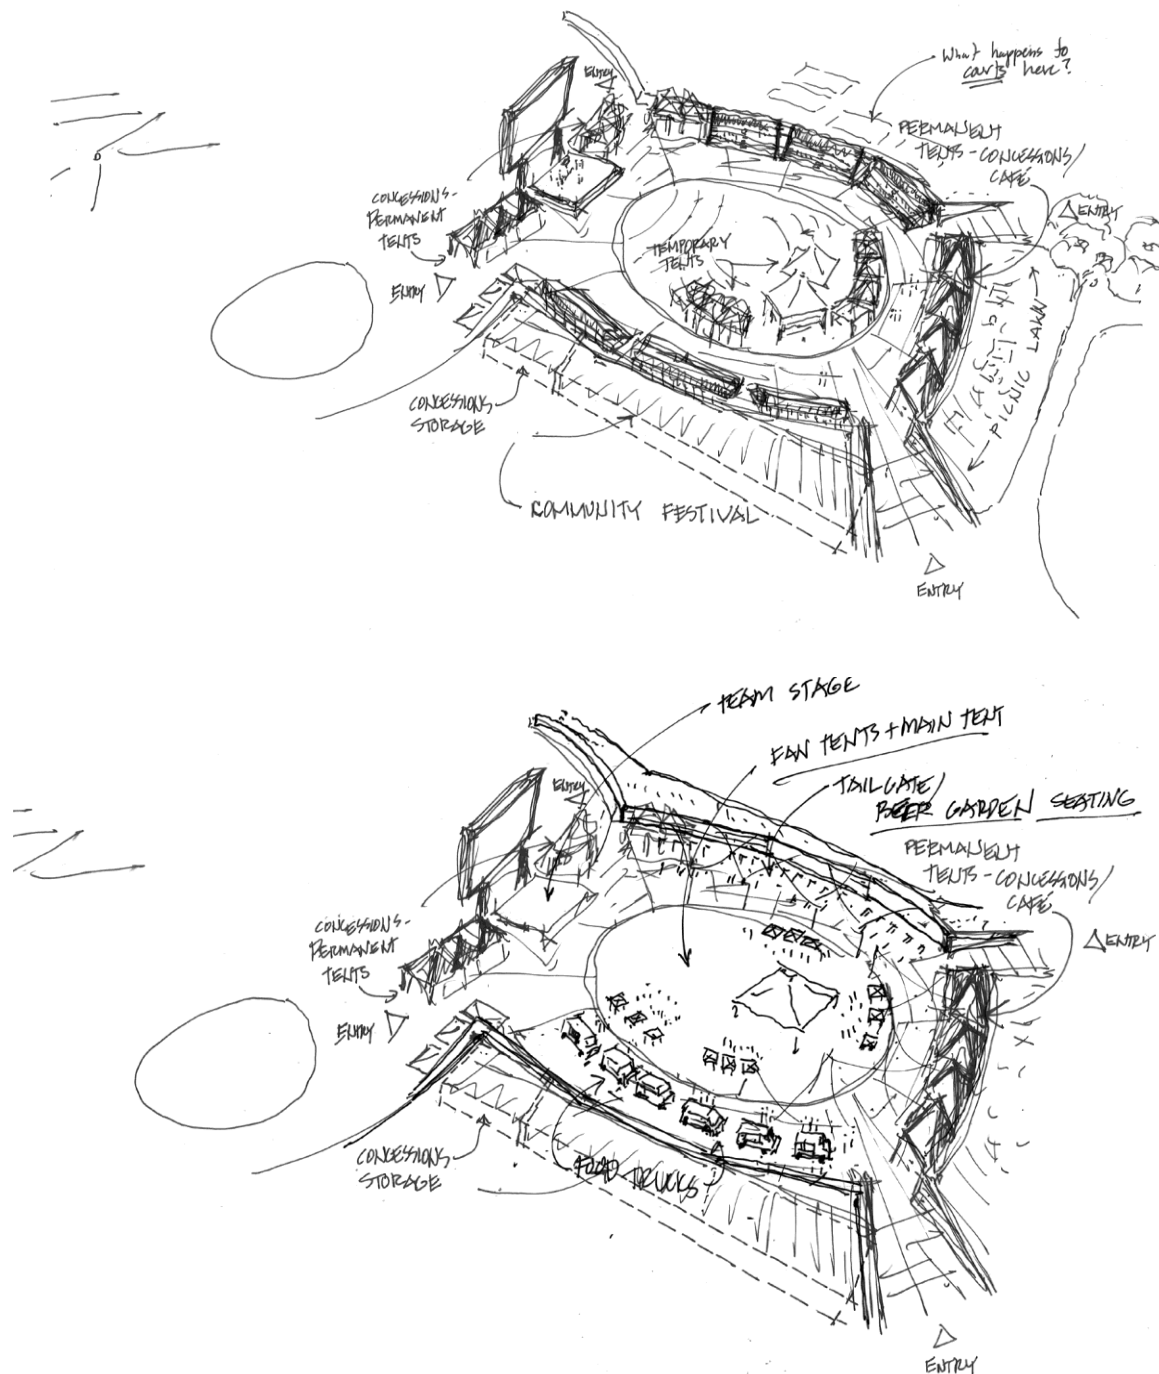 What happens to
carts here?
ENTRY
PERMANENT
TENTS - CONCESSIONS/
CAFE
CONCESSIONS-
PERMANENT
TENTS
ENTRY
TEMPORARY
TENTS
ENTRY
PICNIC LAWN
CONCESSIONS
STORAGE
COMMUNITY FESTIVAL
ENTRY
TEAM STAGE
FAN TENTS + MAIN TENT
TAILGATE/
BEER GARDEN SEATING
ENTRY
PERMANENT
TENTS - CONCESSIONS/
CAFE
CONCESSIONS-
PERMANENT
TENTS
ENTRY
ENTRY
CONCESSIONS
STORAGE
FOOD TRUCKS
ENTRY